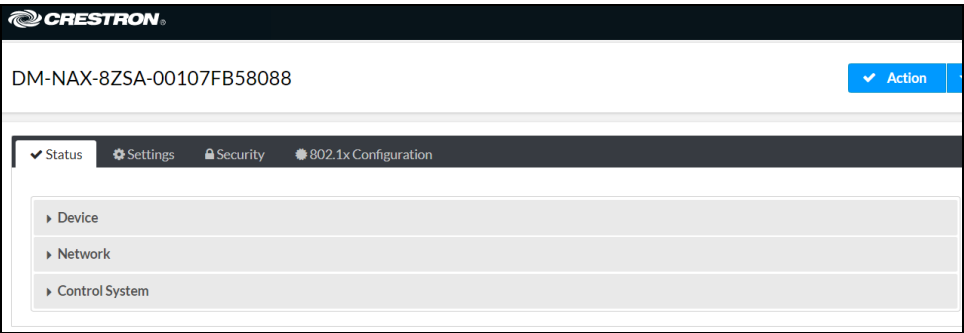 CRESTRON®
DM-NAX-8ZSA-00107FB58088
Action
Status Settings Security 802.1x Configuration
Device
Network
Control System